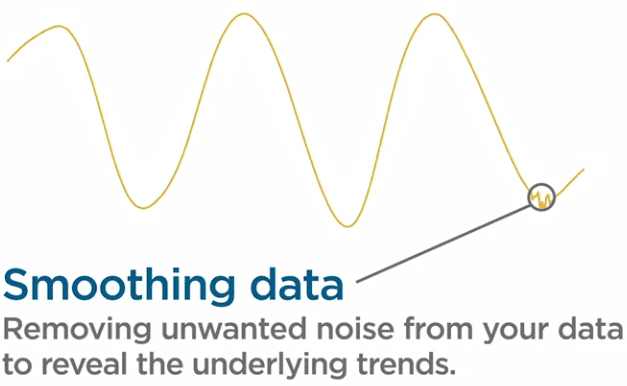 Smoothing data
Removing unwanted noise from your data
to reveal the underlying trends.